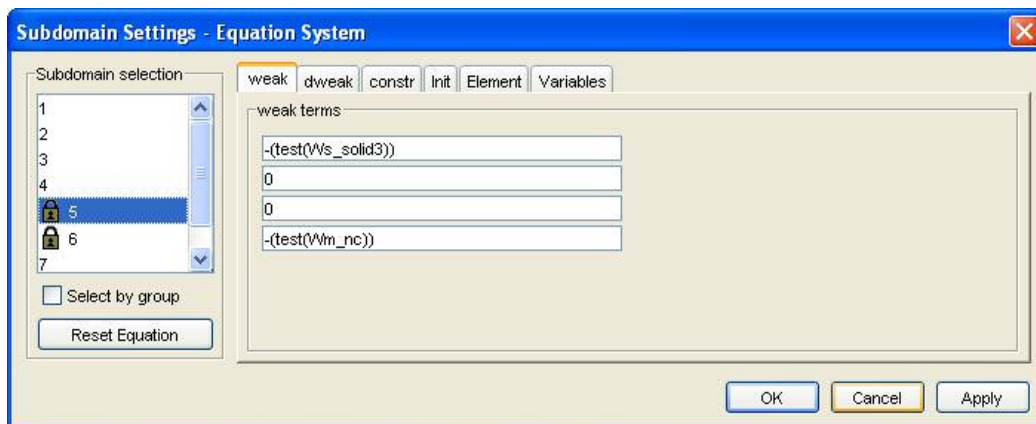 Subdomain Settings - Equation System
Subdomain selection
1
2
3
4
5
6
7
Select by group
Reset Equation
weak dweak constr Init Element Variables
weak terms
-(test(Ws_solid3))
0
0
-(test(Wm_nc))
OK Cancel Apply